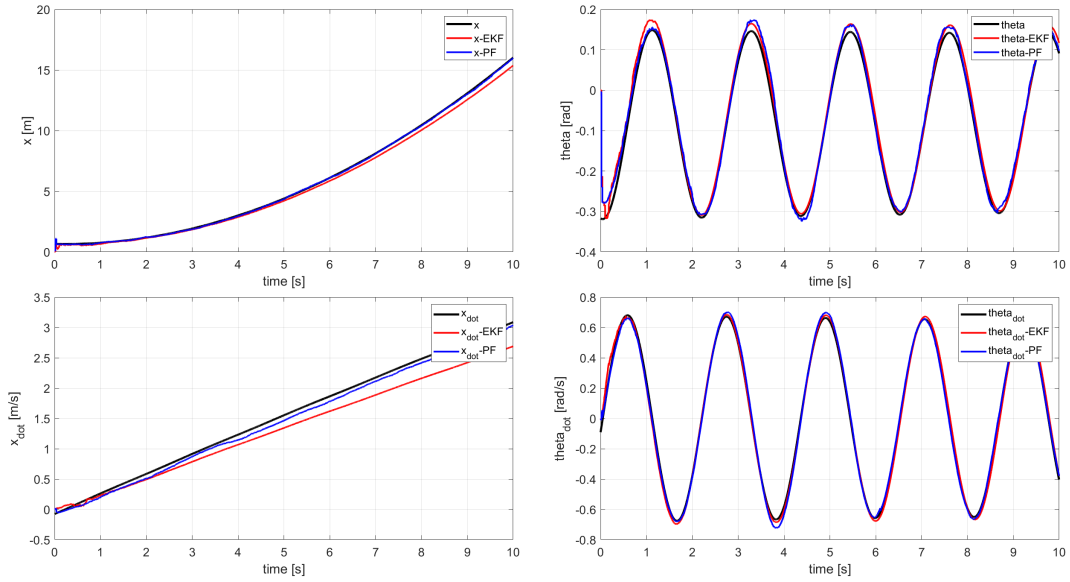 20
15
10
5
0
x [m]
0 1 2 3 4 5 6 7 8 9 10
time [s]
x
x-EKF
x-PF
0.2
0.1
0
-0.1
-0.2
-0.3
-0.4
theta [rad]
0 1 2 3 4 5 6 7 8 9 10
time [s]
theta
theta-EKF
theta-PF
3.5
3
2.5
2
1.5
1
0.5
0
-0.5
x_dot [m/s]
0 1 2 3 4 5 6 7 8 9 10
time [s]
x_dot
x_dot-EKF
x_dot-PF
0.8
0.6
0.4
0.2
0
-0.2
-0.4
-0.6
-0.8
theta_dot [rad/s]
0 1 2 3 4 5 6 7 8 9 10
time [s]
theta_dot
theta_dot-EKF
theta_dot-PF